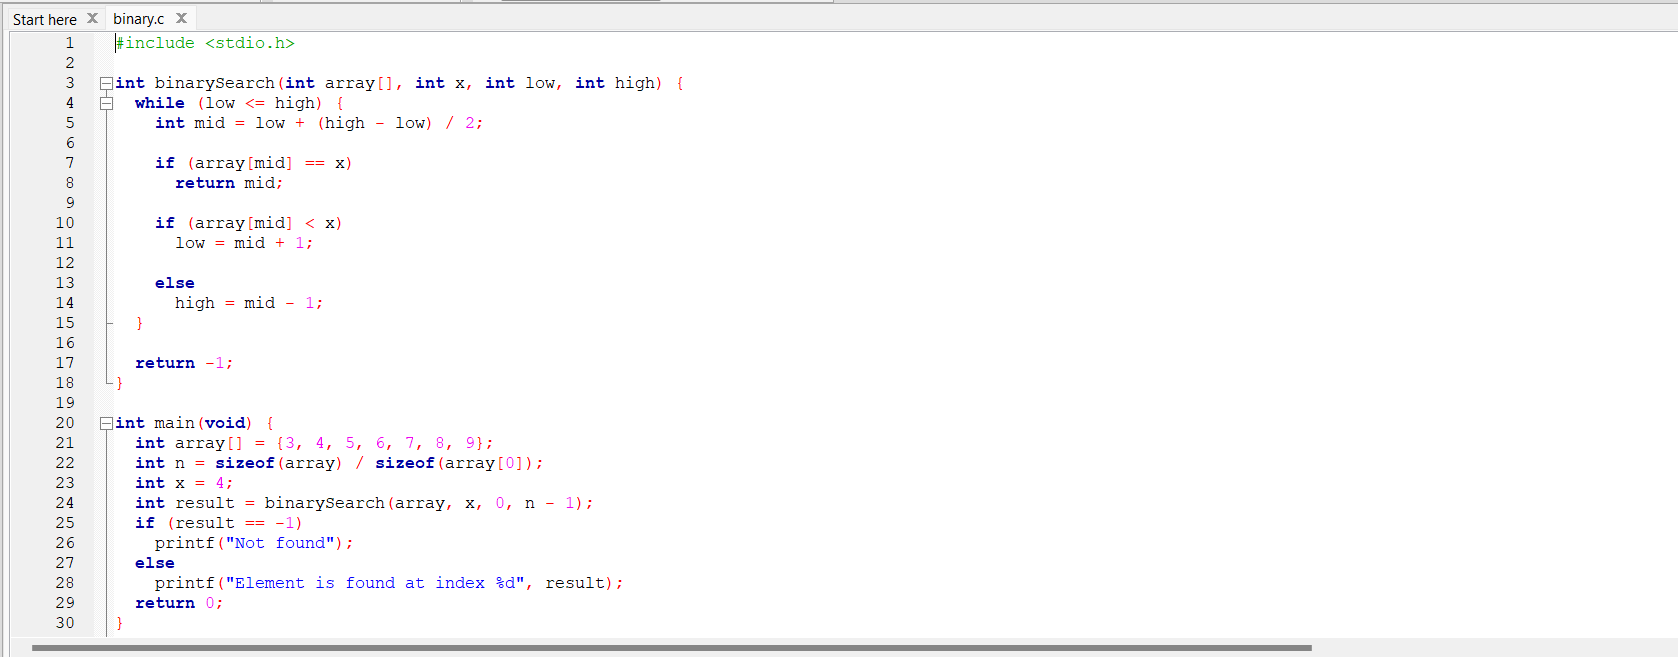 Start here X binary.c X
1 #include <stdio.h>
2
3 int binarySearch(int array[], int x, int low, int high) {
4   while (low <= high) {
5     int mid = low + (high - low) / 2;
6
7     if (array[mid] == x)
8       return mid;
9
10     if (array[mid] < x)
11       low = mid + 1;
12
13     else
14       high = mid - 1;
15   }
16
17   return -1;
18 }
19
20 int main(void) {
21   int array[] = {3, 4, 5, 6, 7, 8, 9};
22   int n = sizeof(array) / sizeof(array[0]);
23   int x = 4;
24   int result = binarySearch(array, x, 0, n - 1);
25   if (result == -1)
26     printf("Not found");
27   else
28     printf("Element is found at index %d", result);
29   return 0;
30 }